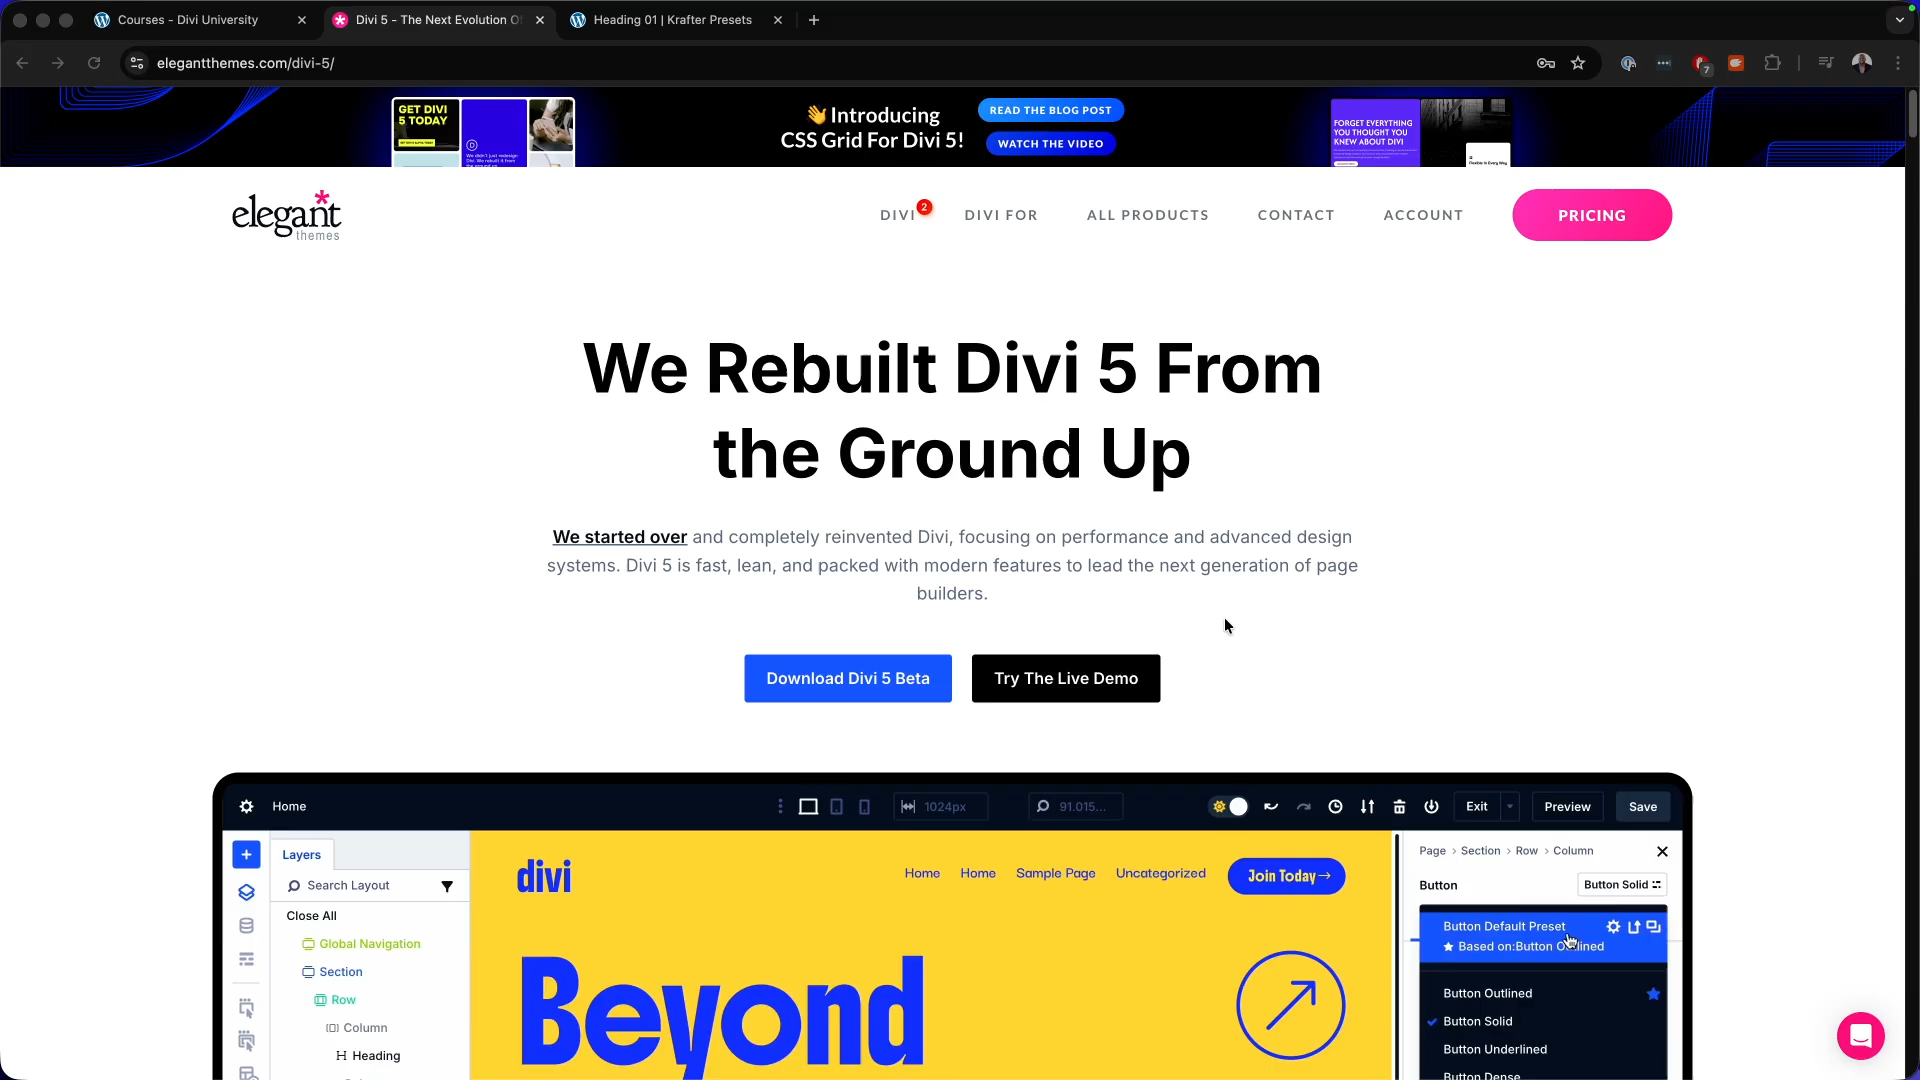 Courses - Divi University
Divi 5 - The Next Evolution Of
Heading 01 | Krafter Presets
elegantthemes.com/divi-5/
7
GET DIVI
5 TODAY
👋 Introducing
CSS Grid For Divi 5!
READ THE BLOG POST
WATCH THE VIDEO
FORGET EVERYTHING
YOU THOUGHT YOU
KNEW ABOUT DIVI
elegant
themes
DIVI 2
DIVI FOR
ALL PRODUCTS
CONTACT
ACCOUNT
PRICING
We Rebuilt Divi 5 From
the Ground Up
We started over and completely reinvented Divi, focusing on performance and advanced design
systems. Divi 5 is fast, lean, and packed with modern features to lead the next generation of page
builders.
Download Divi 5 Beta
Try The Live Demo
Home
1024px
91.015...
Exit
Preview
Save
Layers
Search Layout
Close All
Global Navigation
Section
Row
Column
Heading
divi
Home
Home
Sample Page
Uncategorized
Join Today→
Beyond
Page > Section > Row > Column
Button
Button Solid
Button Default Preset
Based on:Button Outlined
Button Outlined
Button Solid
Button Underlined
Button Dense